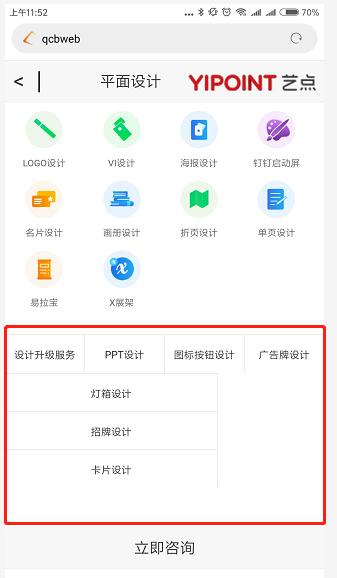 上午11:52 ... 70%
qcbweb
< 平面设计 YIPOINT 艺点
LOGO设计 VI设计 海报设计 钉钉启动屏
名片设计 画册设计 折页设计 单页设计
易拉宝 X展架
设计升级服务 PPT设计 图标按钮设计 广告牌设计
灯箱设计
招牌设计
卡片设计
立即咨询